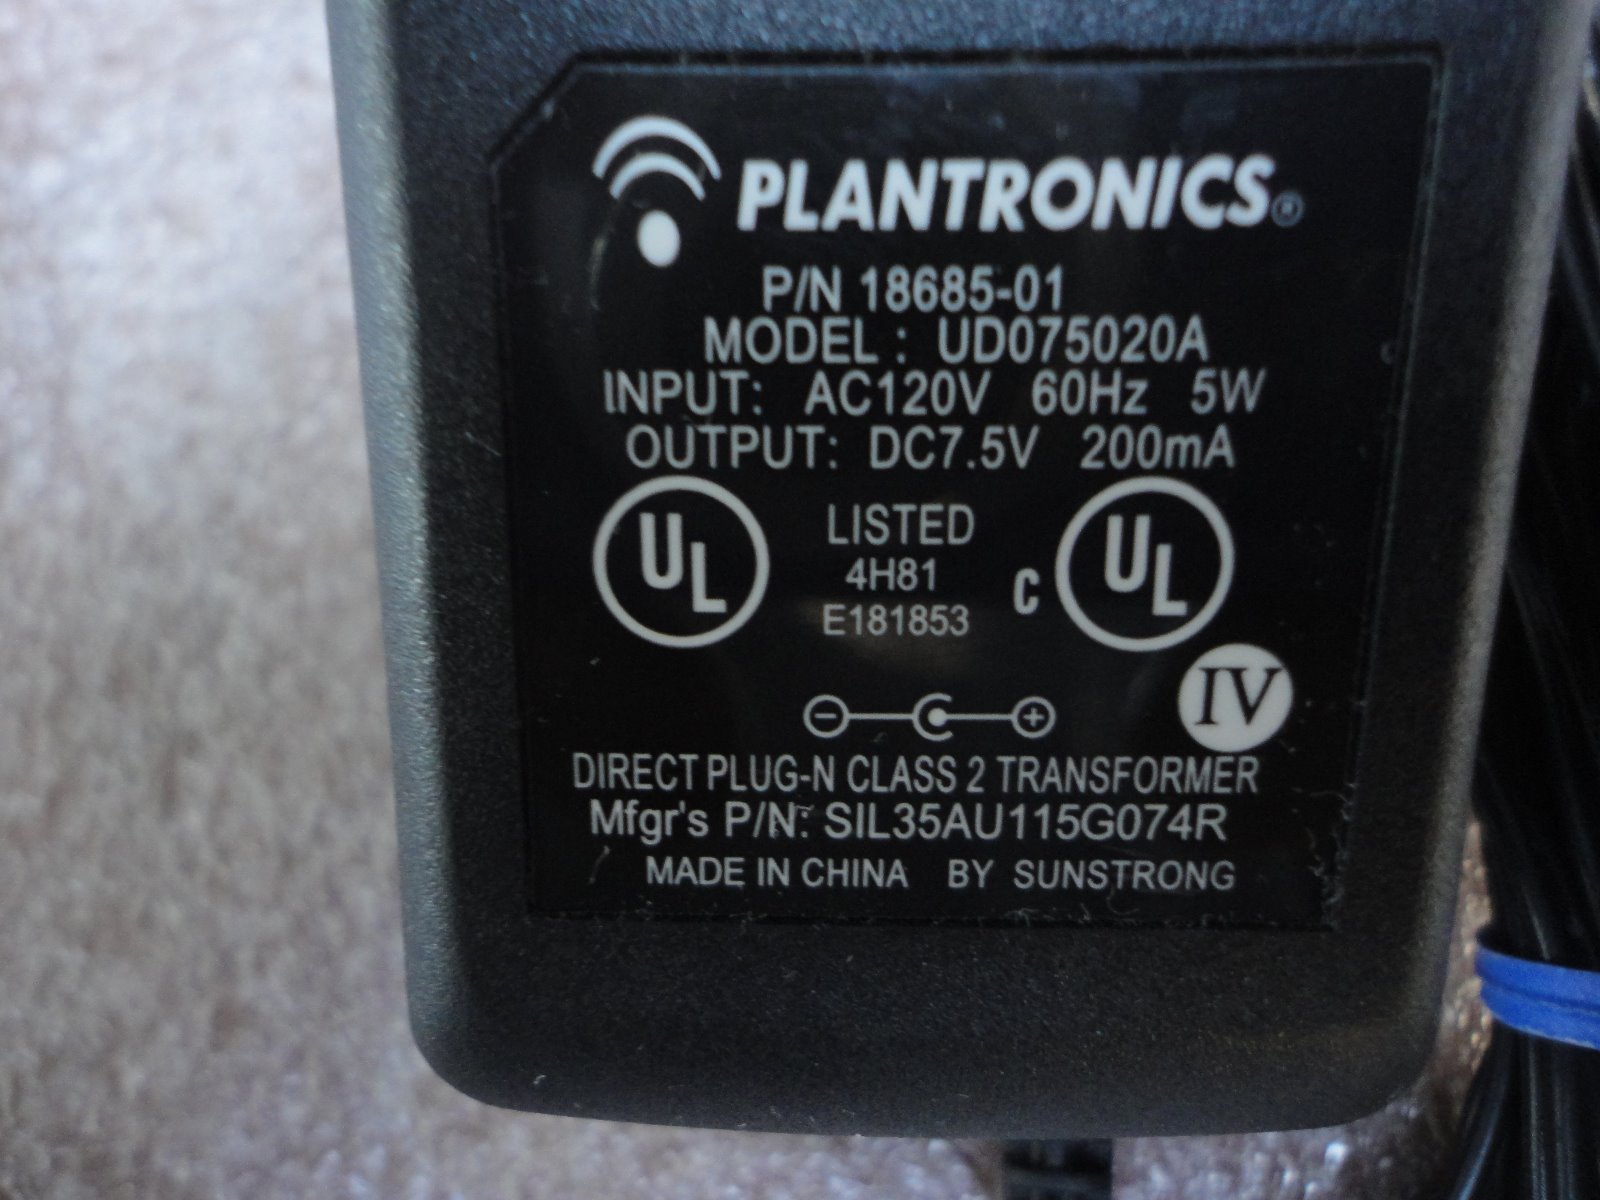 PLANTRONICS®
P/N 18685-01
MODEL : UD075020A
INPUT: AC120V 60Hz 5W
OUTPUT: DC7.5V 200mA
UL LISTED c UL
4H81
E181853
IV
DIRECT PLUG-N CLASS 2 TRANSFORMER
Mfgr's P/N: SIL35AU115G074R
MADE IN CHINA BY SUNSTRONG